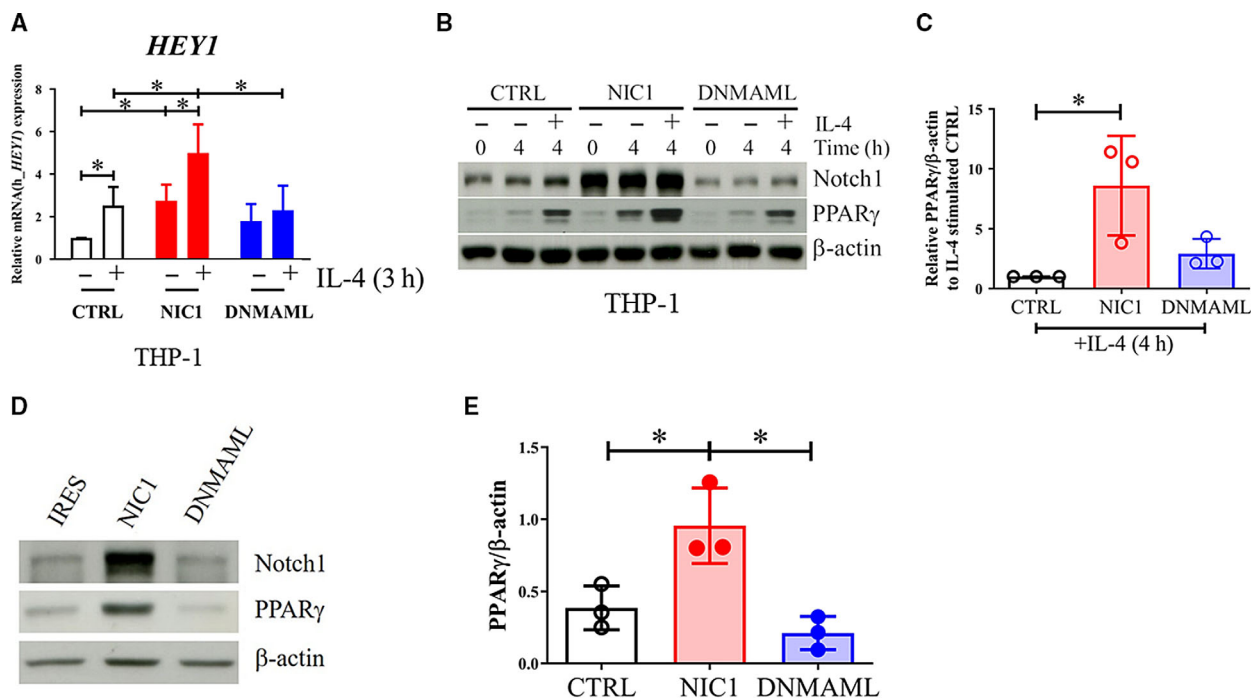 A
HEY1
Relative mRNA(h_HEY1) expression
8
6
4
2
0
*
*
*
*
− + − + − + IL-4 (3 h)
CTRL NIC1 DNMAML
THP-1
B
CTRL NIC1 DNMAML
− − + − − + − − + IL-4
0 4 4 0 4 4 0 4 4 Time (h)
Notch1
PPARγ
β-actin
THP-1
C
Relative PPARγ/β-actin
to IL-4 stimulated CTRL
15
10
5
0
*
CTRL NIC1 DNMAML
+IL-4 (4 h)
D
IRES NIC1 DNMAML
Notch1
PPARγ
β-actin
E
PPARγ/β-actin
1.5
1.0
0.5
0.0
* *
CTRL NIC1 DNMAML